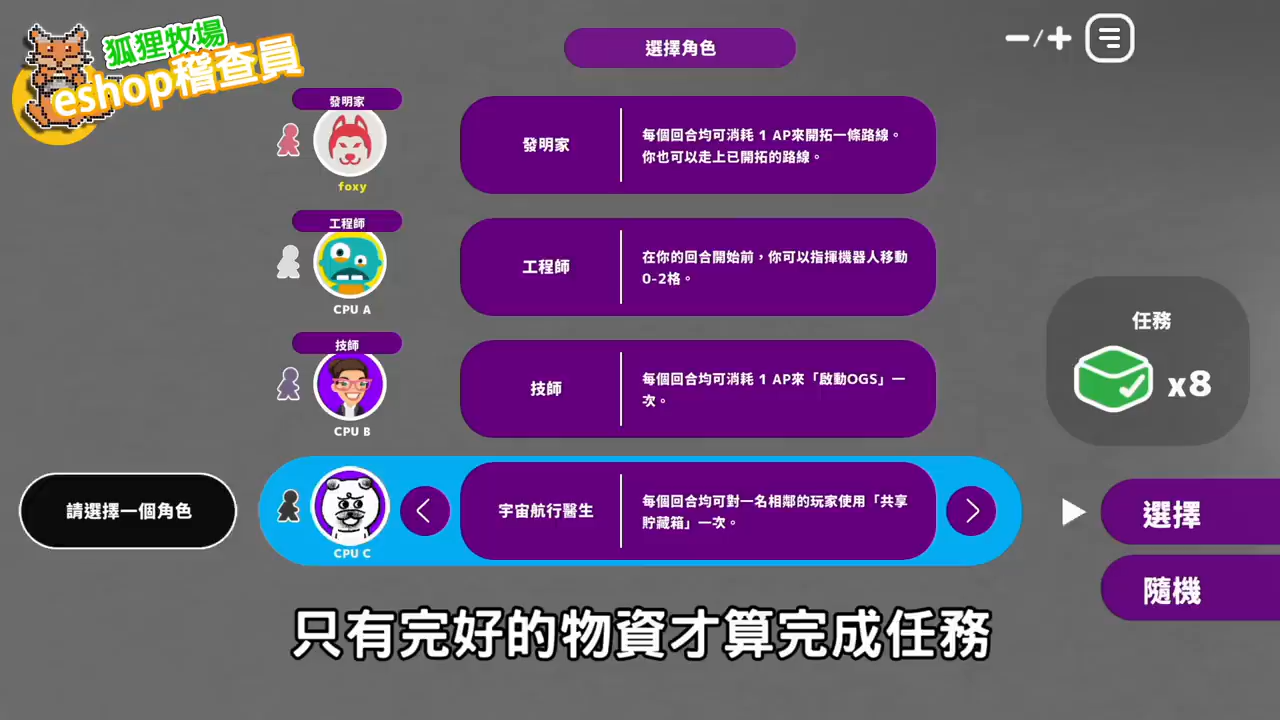 狐狸牧場
eshop稽查員
選擇角色
−/+
發明家
foxy
發明家
每個回合均可消耗 1 AP來開拓一條路線。
你也可以走上已開拓的路線。
工程師
CPU A
工程師
在你的回合開始前，你可以指揮機器人移動
0-2格。
技師
CPU B
技師
每個回合均可消耗 1 AP來「啟動OGS」一
次。
任務
x8
請選擇一個角色
CPU C
宇宙航行醫生
每個回合均可對一名相鄰的玩家使用「共享
貯藏箱」一次。
選擇
隨機
只有完好的物資才算完成任務